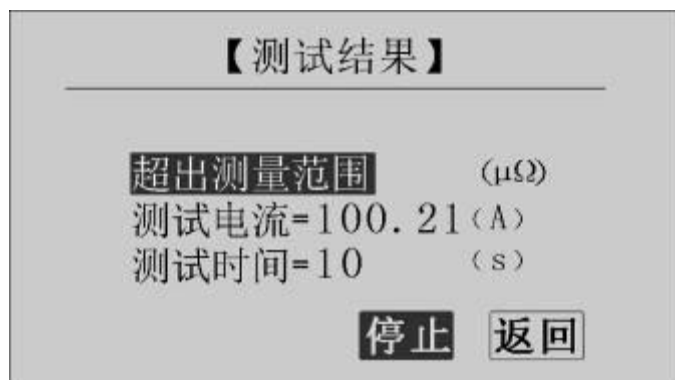 【测试结果】
超出测量范围 (μΩ)
测试电流=100.21(A)
测试时间=10 (s)
停止 返回